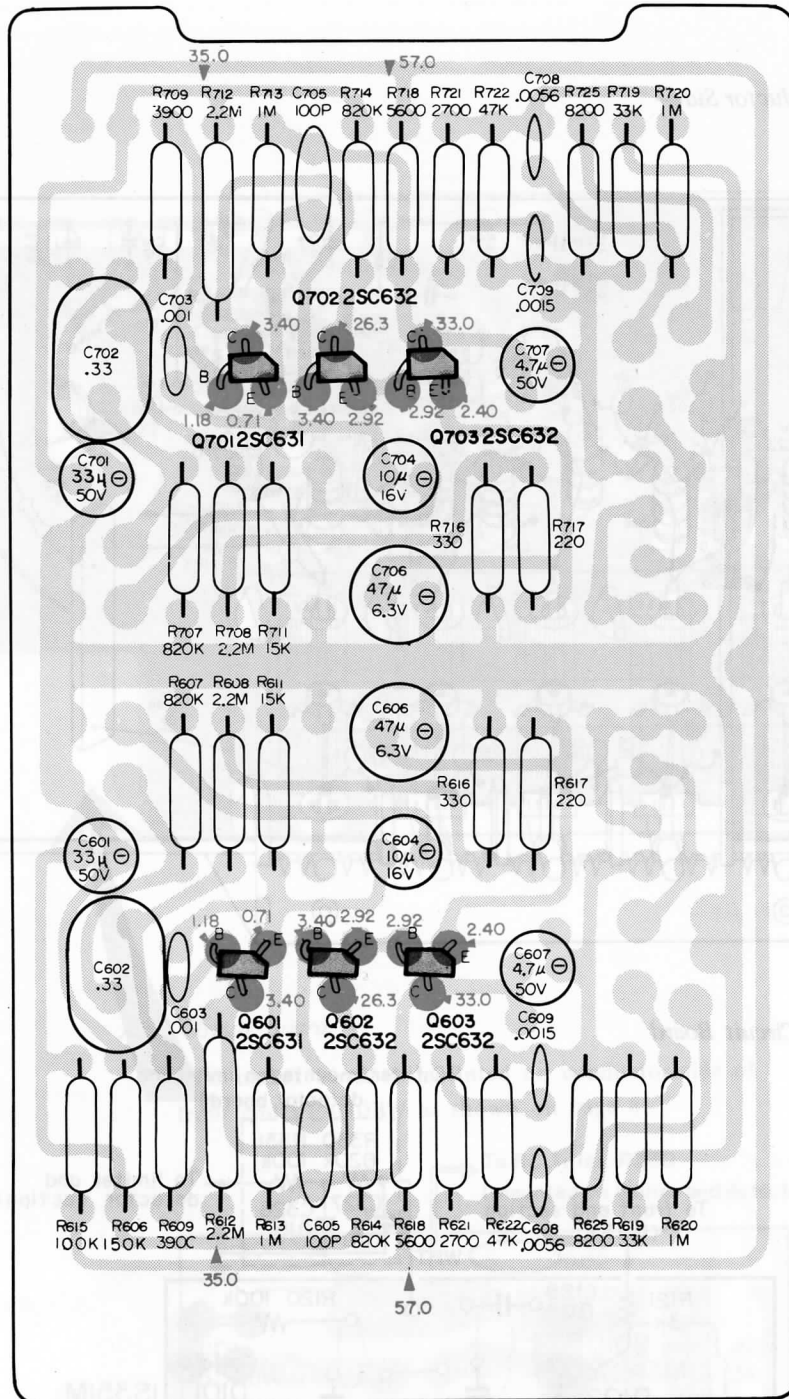 35.0 57.0
R709 R712 R713 C705 R714 R718 R721 R722 C708 R725 R719 R720
3900 2.2M 1M 100P 820K 5600 2700 47K .0056 8200 33K 1M
C703
.001
C709
.0015
Q702 2SC632
C702
.33
C 3.40 C 26.3 C 33.0
C707
4.7μ ⊖
50V
B E B E B E
1.18 0.71 3.40 2.92 2.92 2.40
Q701 2SC631 Q703 2SC632
C701
33μ ⊖
50V
C704
10μ ⊖
16V
R716
330
R717
220
C706
47μ ⊖
6.3V
R707 R708 R711
820K 2.2M 15K
R607 R608 R611
820K 2.2M 15K
C606
47μ ⊖
6.3V
R616
330
R617
220
C601
33μ ⊖
50V
C604
10μ ⊖
16V
1.18 0.71 3.40 2.92 2.92 2.40
B E B E B E
C602
.33
C607
4.7μ ⊖
50V
C 3.40 C 26.3 C 33.0
C603
.001
Q601 Q602 Q603
2SC631 2SC632 2SC632
C609
.0015
R615 R606 R609 R612 R613 C605 R614 R618 R621 R622 C608 R625 R619 R620
100K 150K 3900 2.2M 1M 100P 820K 5600 2700 47K .0056 8200 33K 1M
35.0 57.0